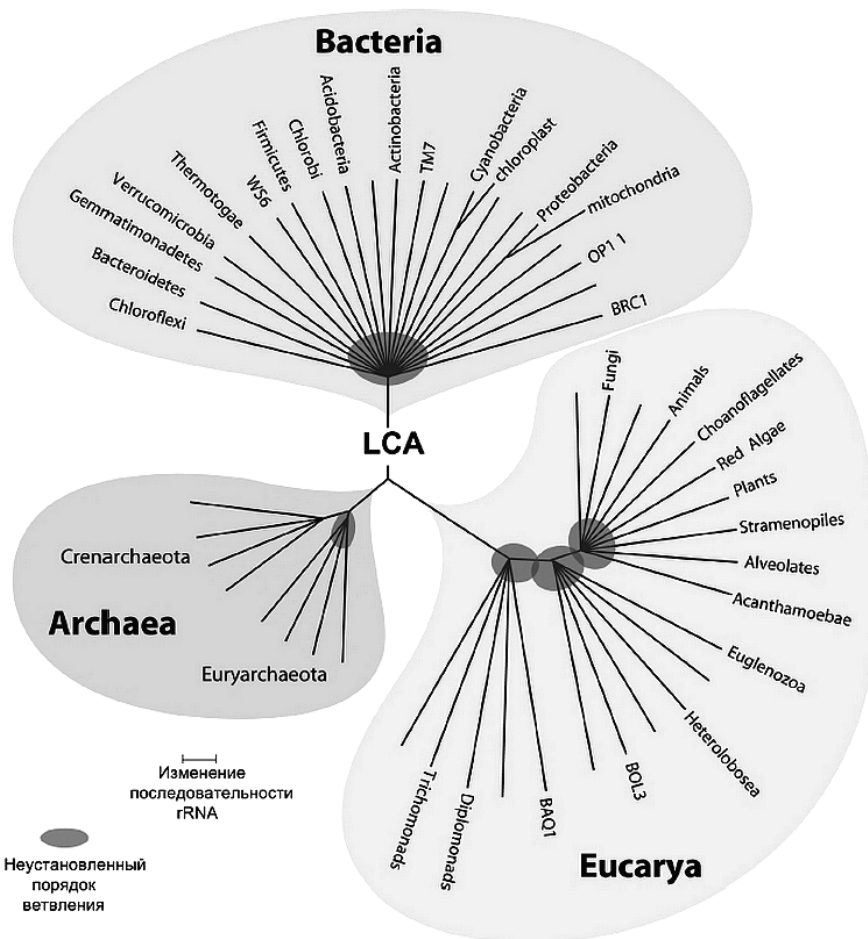 Bacteria
Chloroflexi
Bacteroidetes
Gemmatimonadetes
Verrucomicrobia
Thermotogae
WS6
Firmicutes
Chlorobi
Acidobacteria
Actinobacteria
TM7
Cyanobacteria
chloroplast
Proteobacteria
mitochondria
OP1 1
BRC1
LCA
Crenarchaeota
Archaea
Euryarchaeota
Fungi
Animals
Choanoflagellates
Red Algae
Plants
Stramenopiles
Alveolates
Acanthamoebae
Euglenozoa
Heterolobosea
BOL3
BAQ1
Diplomonads
Trichomonads
Eucarya
Изменение
последовательности
rRNA
Неустановленный
порядок
ветвления